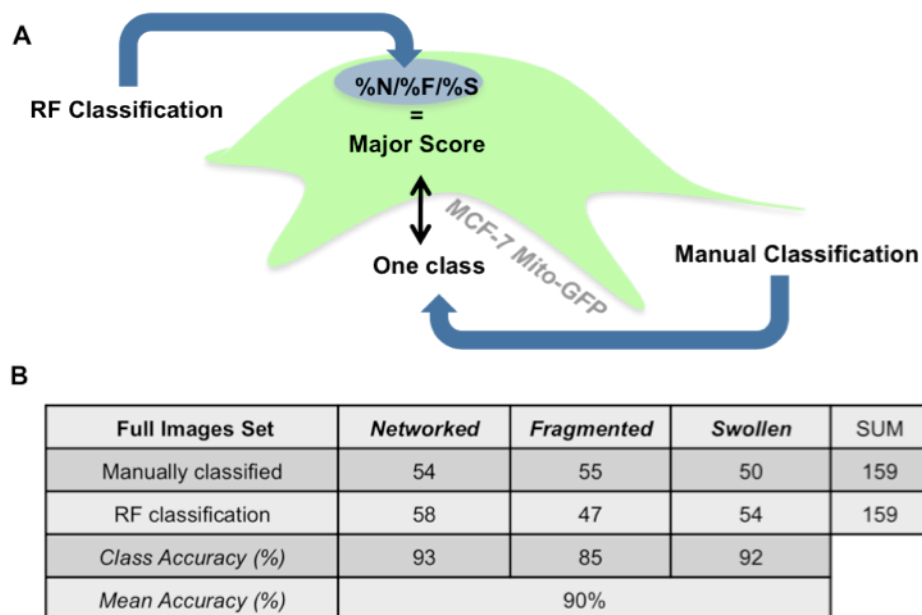 A
RF Classification
%N/%F/%S
=
Major Score
One class
MCF-7 Mito-GFP
Manual Classification
B
Full Images Set Networked Fragmented Swollen SUM
Manually classified 54 55 50 159
RF classification 58 47 54 159
Class Accuracy (%) 93 85 92
Mean Accuracy (%) 90%